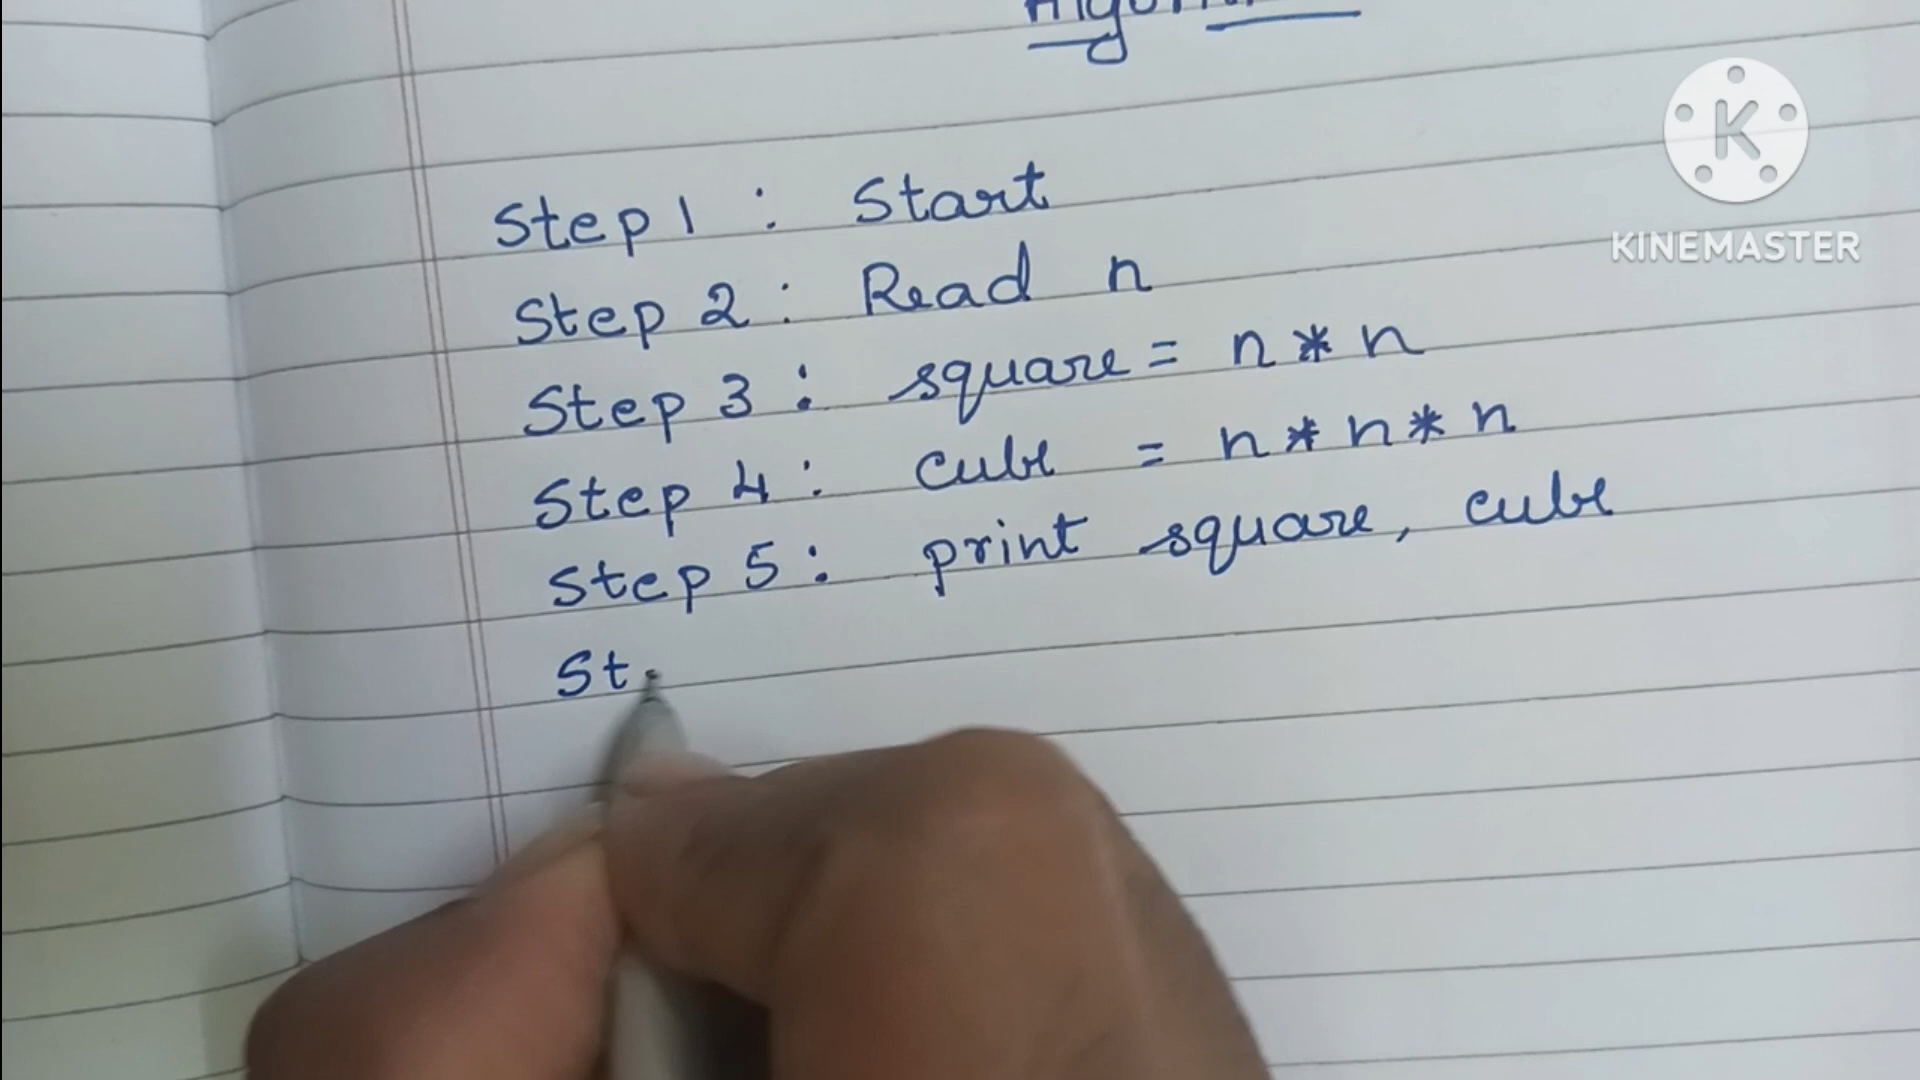 Step 1 : Start
Step 2 : Read n
Step 3 : square = n * n
Step 4 : cube = n * n * n
Step 5 : print square, cube
St
K
KINEMASTER